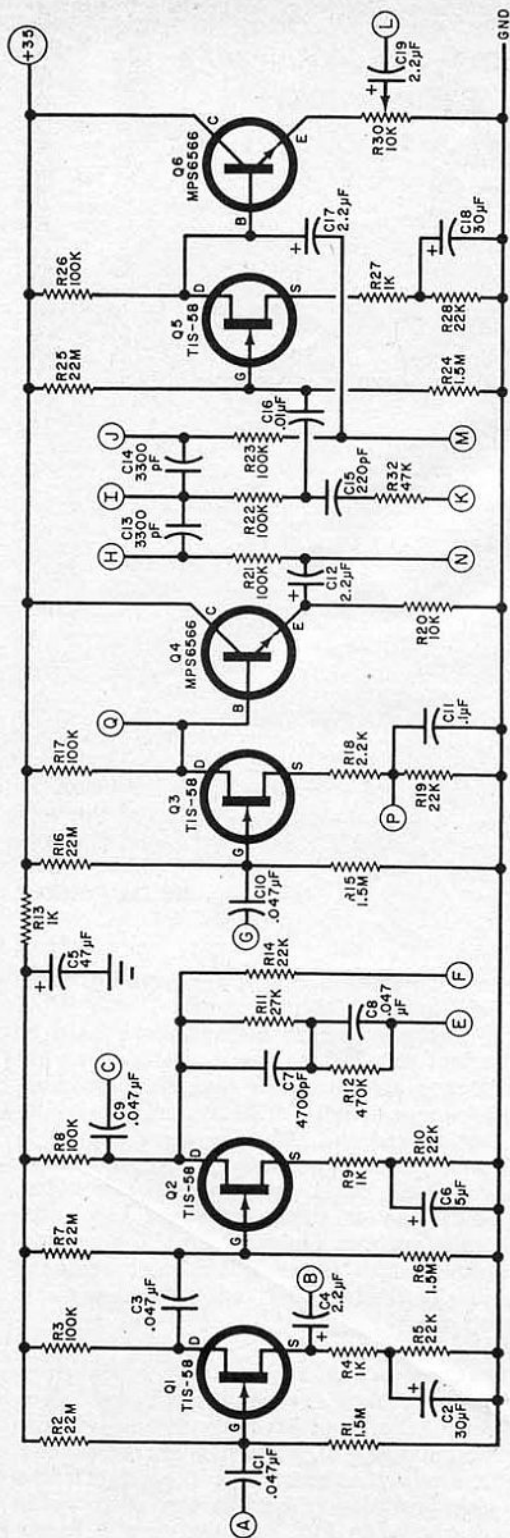 A
C1
.047µF
R2
22M
R1
1.5M
Q1
TIS-58
G
D
S
R3
100K
C2
30µF
R4
1K
R5
22K
C4
2.2µF
B
C3
.047µF
R7
22M
R6
1.5M
Q2
TIS-58
G
D
S
R8
100K
C9
.047µF
C
C6
5µF
R9
1K
R10
22K
C7
4700pF
R12
470K
R11
27K
C8
.047
µF
R14
22K
E
F
C5
47µF
R13
1K
G
C10
.047µF
R16
22M
R15
1.5M
Q3
TIS-58
G
D
S
R17
100K
Q
R18
2.2K
R19
22K
P
C11
.1µF
Q4
MPS6566
B
C
E
R20
10K
C12
2.2µF
H
I
J
C13
3300
pF
C14
3300
pF
R21
100K
R22
100K
R23
100K
C15
220pF
R32
47K
C16
.01µF
N
K
M
R25
22M
R24
1.5M
Q5
TIS-58
G
D
S
R26
100K
R27
1K
R28
22K
C18
30µF
C17
2.2µF
Q6
MPS6566
B
C
E
R30
10K
C19
2.2µF
L
+35
GND